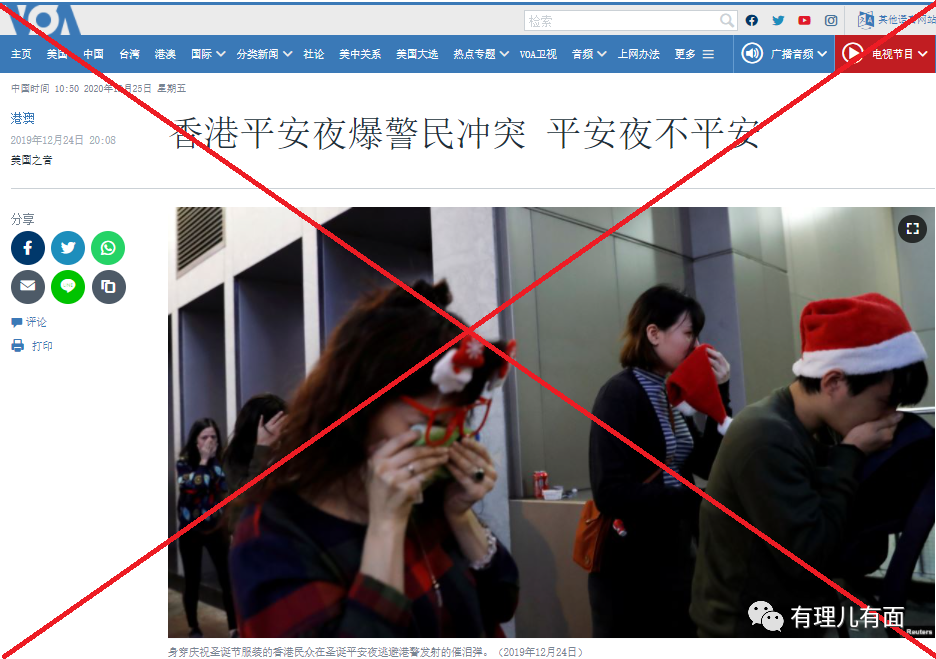 VOA
检索
其他语言网站
主页 美国 中国 台湾 港澳 国际 分类新闻 社论 美中关系 美国大选 热点专题 VOA卫视 音频 上网办法 更多 广播音频 电视节目
中国时间 10:50 2020年12月25日 星期五
港澳
2019年12月24日 20:08
美国之音
香港平安夜爆警民冲突 平安夜不平安
分享
评论
打印
有理儿有面
Reuters
身穿庆祝圣诞节服装的香港民众在圣诞平安夜逃避港警发射的催泪弹。（2019年12月24日）